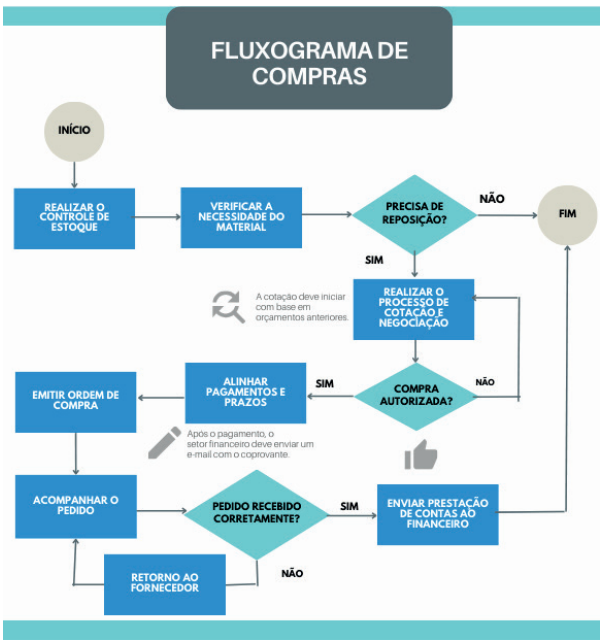 FLUXOGRAMA DE
COMPRAS
INÍCIO
REALIZAR O
CONTROLE DE
ESTOQUE
VERIFICAR A
NECESSIDADE DO
MATERIAL
PRECISA DE
REPOSIÇÃO?
NÃO
FIM
SIM
A cotação deve iniciar
com base em
orçamentos anteriores.
REALIZAR O
PROCESSO DE
COTAÇÃO E
NEGOCIAÇÃO
EMITIR ORDEM DE
COMPRA
ALINHAR
PAGAMENTOS E
PRAZOS
SIM
COMPRA
AUTORIZADA?
NÃO
Após o pagamento, o
setor financeiro deve enviar um
e-mail com o coprovante.
ACOMPANHAR O
PEDIDO
PEDIDO RECEBIDO
CORRETAMENTE?
SIM
ENVIAR PRESTAÇÃO
DE CONTAS AO
FINANCEIRO
NÃO
RETORNO AO
FORNECEDOR